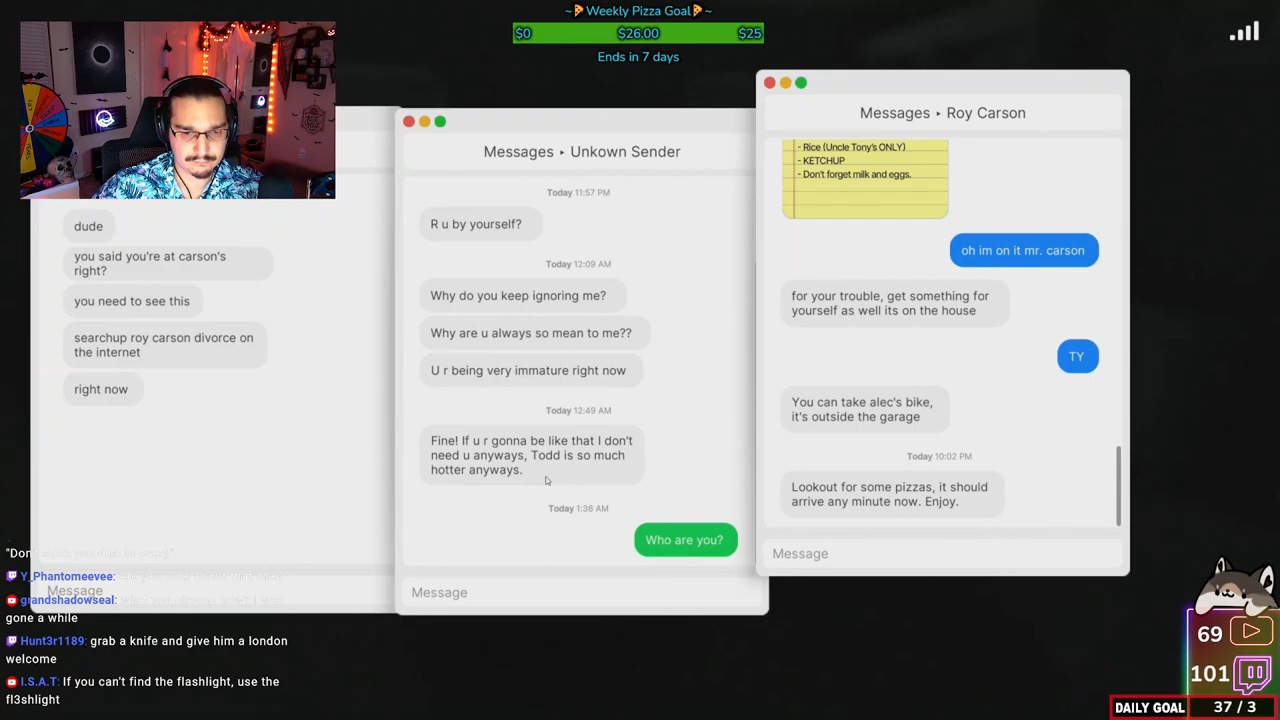 ~🍕Weekly Pizza Goal🍕~
$0 $26.00 $25
Ends in 7 days
dude
you said you're at carson's
right?
you need to see this
searchup roy carson divorce on
the internet
right now
Message
Messages ‣ Unkown Sender
Today 11:57 PM
R u by yourself?
Today 12:09 AM
Why do you keep ignoring me?
Why are u always so mean to me??
U r being very immature right now
Today 12:49 AM
Fine! If u r gonna be like that I don't
need u anyways, Todd is so much
hotter anyways.
Today 1:36 AM
Who are you?
Message
Messages ‣ Roy Carson
- Rice (Uncle Tony's ONLY)
- KETCHUP
- Don't forget milk and eggs.
oh im on it mr. carson
for your trouble, get something for
yourself as well its on the house
TY
You can take alec's bike,
it's outside the garage
Today 10:02 PM
Lookout for some pizzas, it should
arrive any minute now. Enjoy.
Message
Y_Phantomeevee:
grandshadowseal:
gone a while
Hunt3r1189: grab a knife and give him a london
welcome
I.S.A.T: If you can't find the flashlight, use the
fl3shlight
69
101
DAILY GOAL 37 / 3